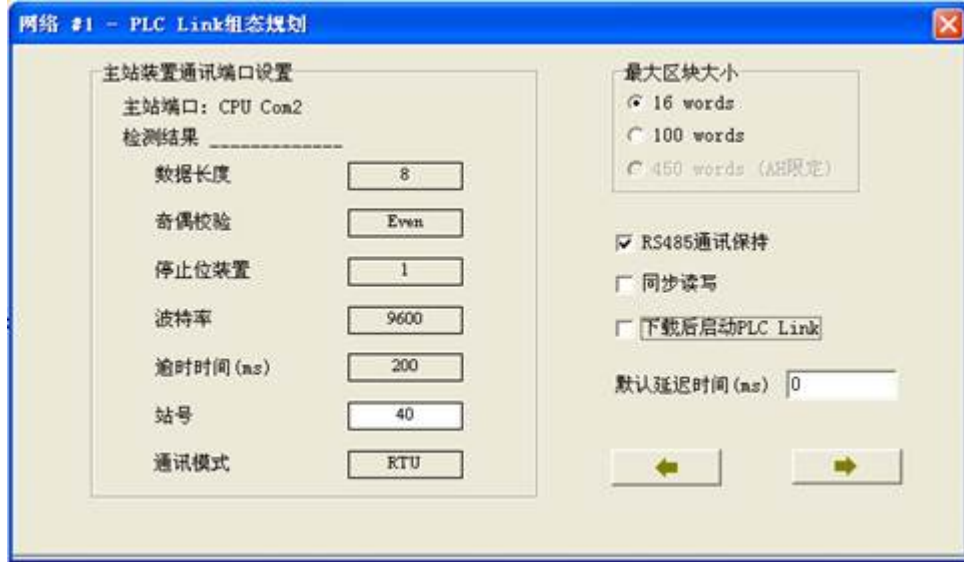 网络 #1 - PLC Link组态规划
主站装置通讯端口设置
主站端口: CPU Com2
检测结果 _____________
数据长度 8
奇偶校验 Even
停止位装置 1
波特率 9600
逾时时间(ms) 200
站号 40
通讯模式 RTU
最大区块大小
16 words
100 words
450 words (AH限定)
RS485通讯保持
同步读写
下载后启动PLC Link
默认延迟时间(ms) 0